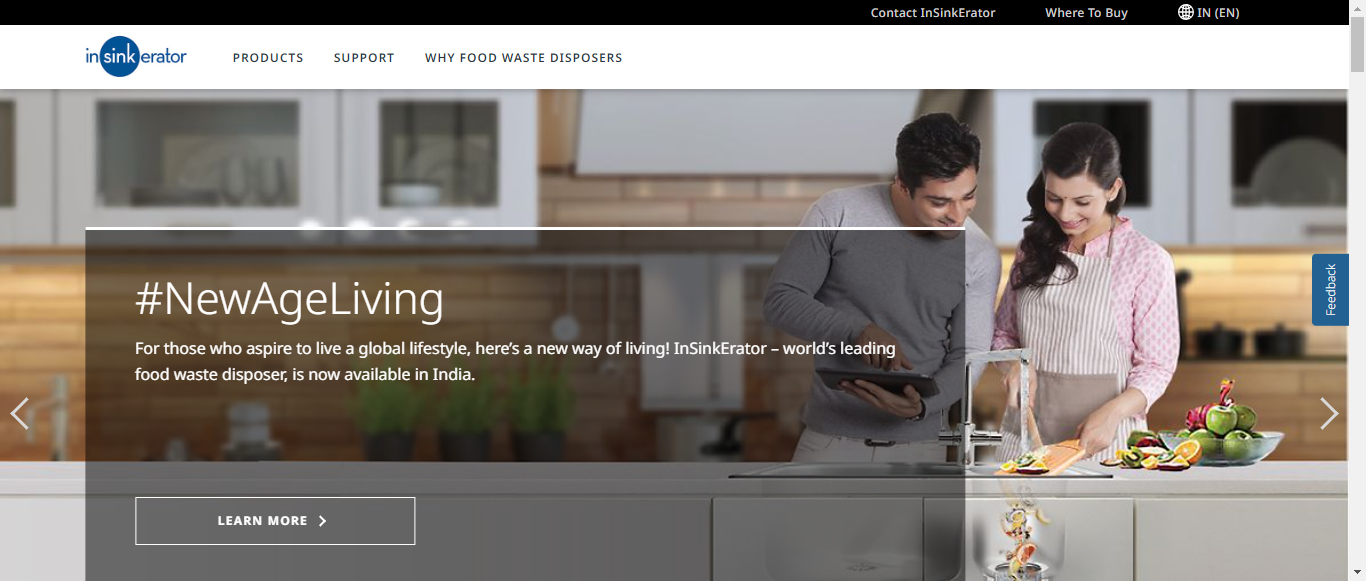 Contact InSinkErator
Where To Buy
IN (EN)
insinkerator
PRODUCTS
SUPPORT
WHY FOOD WASTE DISPOSERS
#NewAgeLiving
For those who aspire to live a global lifestyle, here’s a new way of living! InSinkErator – world’s leading
food waste disposer, is now available in India.
Feedback
LEARN MORE